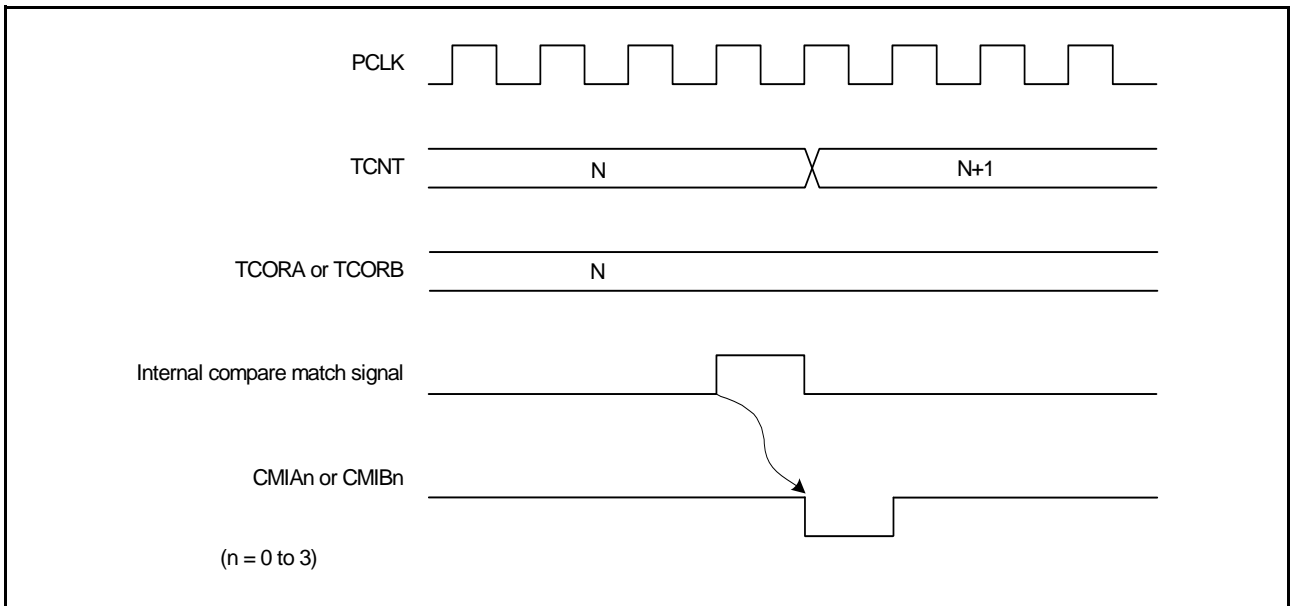 PCLK
TCNT N N+1
TCORA or TCORB N
Internal compare match signal
CMIAn or CMIBn
(n = 0 to 3)